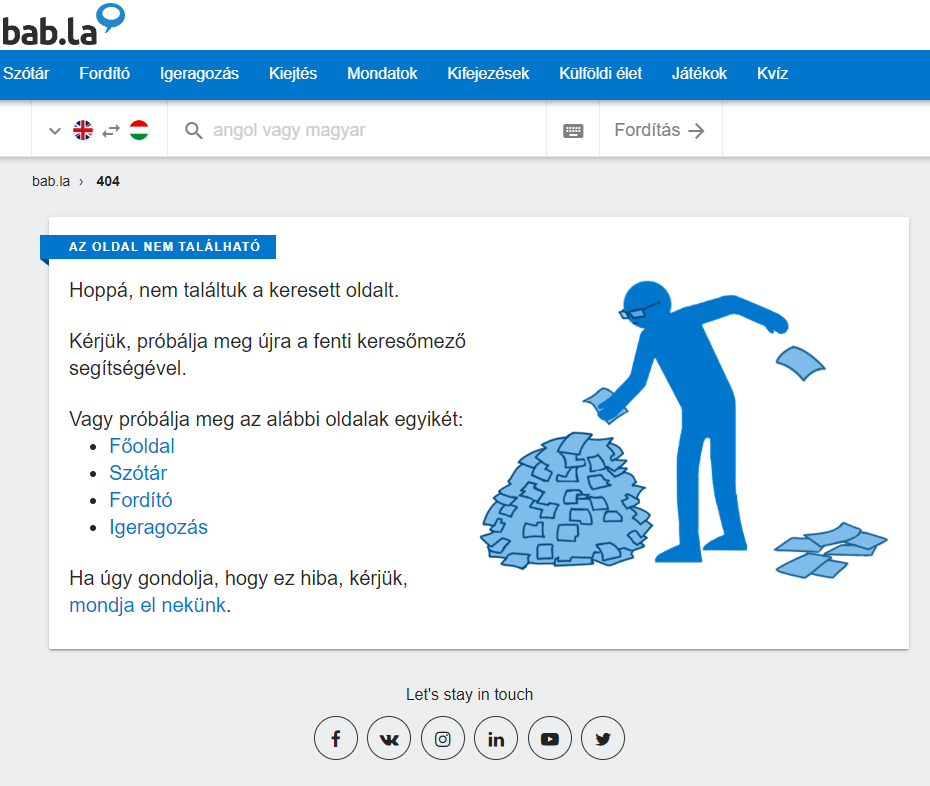 bab.la
Szótár Fordító Igeragozás Kiejtés Mondatok Kifejezések Külföldi élet Játékok Kvíz
angol vagy magyar Fordítás →
bab.la › 404
AZ OLDAL NEM TALÁLHATÓ
Hoppá, nem találtuk a keresett oldalt.
Kérjük, próbálja meg újra a fenti keresőmező
segítségével.
Vagy próbálja meg az alábbi oldalak egyikét:
• Főoldal
• Szótár
• Fordító
• Igeragozás
Ha úgy gondolja, hogy ez hiba, kérjük,
mondja el nekünk.
Let's stay in touch